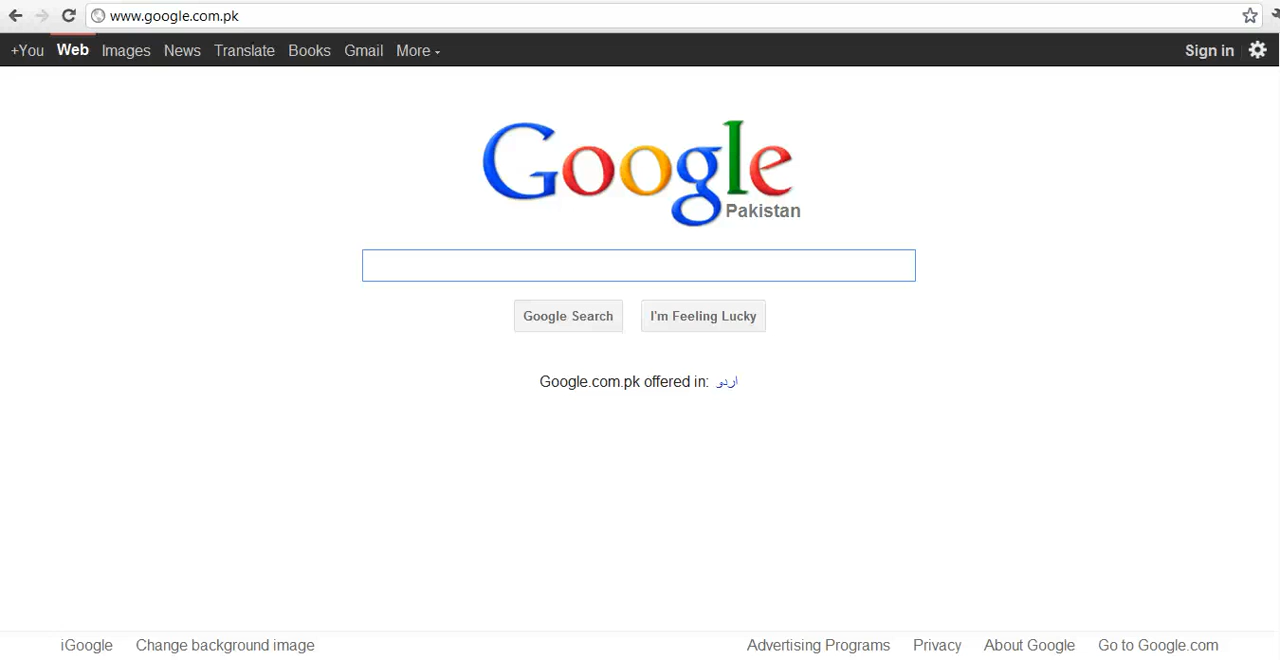 www.google.com.pk
+You Web Images News Translate Books Gmail More Sign in
Google
Pakistan
Google Search I'm Feeling Lucky
Google.com.pk offered in: اردو
iGoogle Change background image Advertising Programs Privacy About Google Go to Google.com